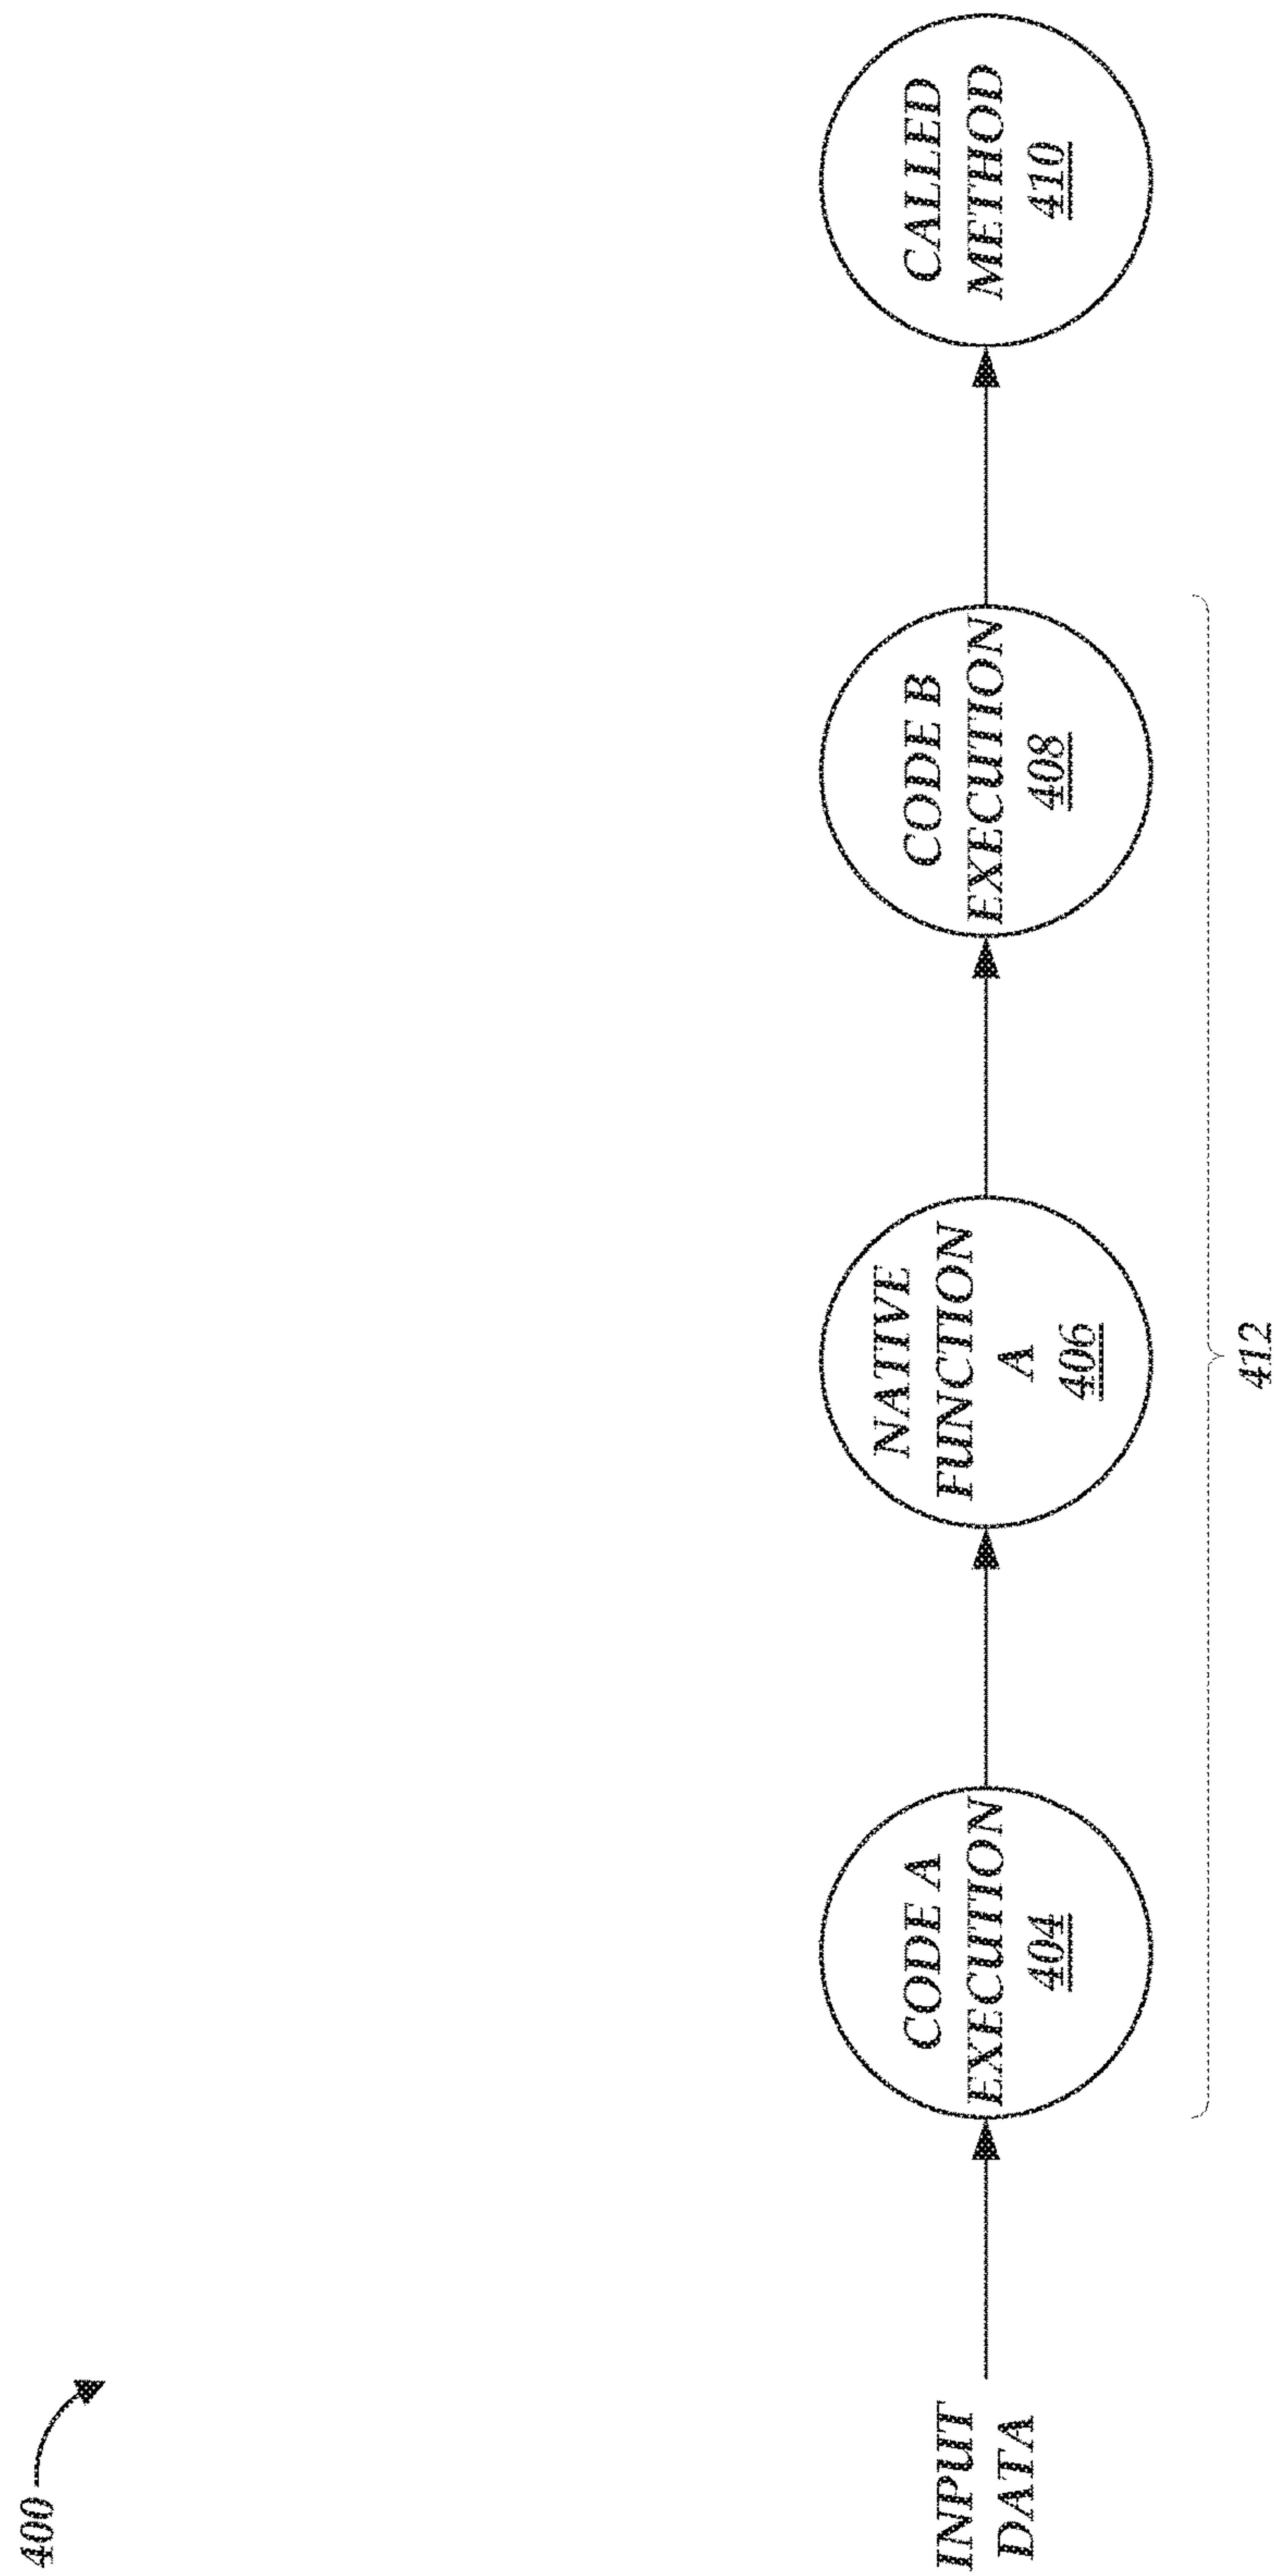 400
INPUT
DATA
CODE A
EXECUTION
404
NATIVE
FUNCTION
A
406
CODE B
EXECUTION
408
CALLED
METHOD
410
412